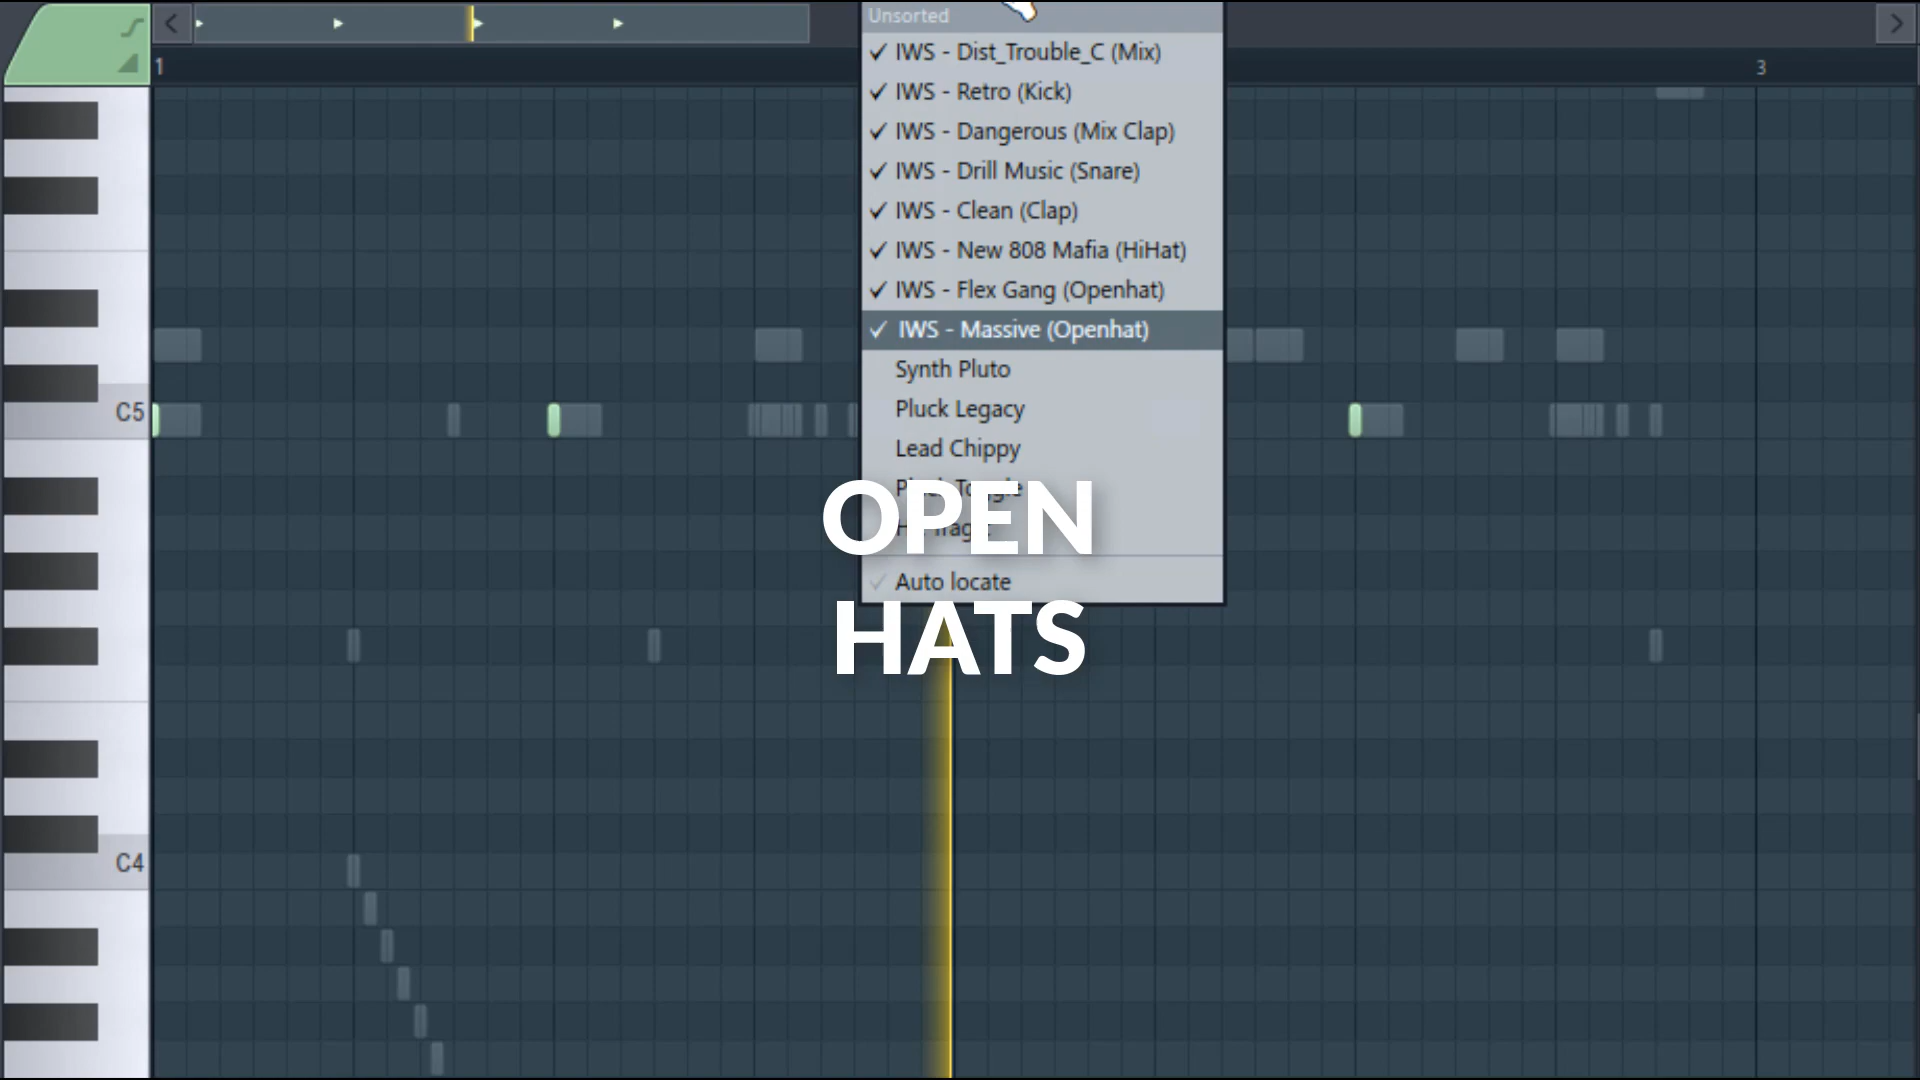 Unsorted
1
3
IWS - Dist_Trouble_C (Mix)
IWS - Retro (Kick)
IWS - Dangerous (Mix Clap)
IWS - Drill Music (Snare)
IWS - Clean (Clap)
IWS - New 808 Mafia (HiHat)
IWS - Flex Gang (Openhat)
IWS - Massive (Openhat)
Synth Pluto
Pluck Legacy
C5
Lead Chippy
OPEN
Auto locate
HATS
C4